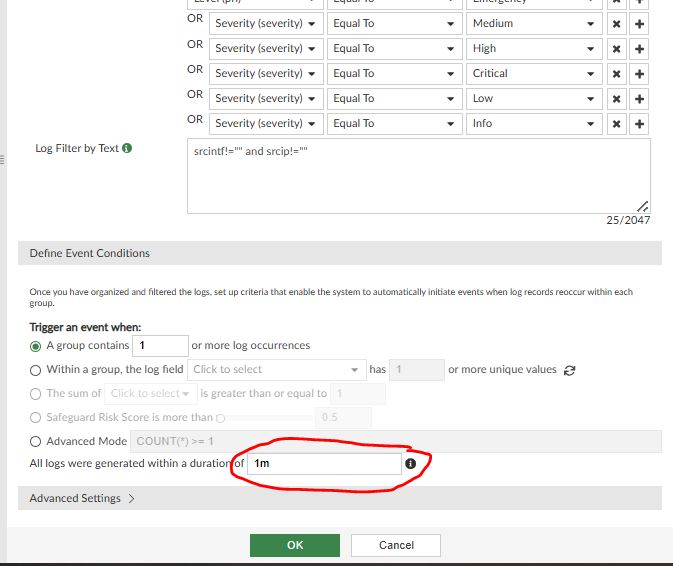 Level (pri) Equal To Emergency
OR Severity (severity) Equal To Medium
OR Severity (severity) Equal To High
OR Severity (severity) Equal To Critical
OR Severity (severity) Equal To Low
OR Severity (severity) Equal To Info
Log Filter by Text
srcintf!="" and srcip!=""
25/2047
Define Event Conditions
Once you have organized and filtered the logs, set up criteria that enable the system to automatically initiate events when log records reoccur within each
group.
Trigger an event when:
A group contains 1 or more log occurrences
Within a group, the log field Click to select has 1 or more unique values
The sum of Click to select is greater than or equal to 1
Safeguard Risk Score is more than 0.5
Advanced Mode COUNT(*) >= 1
All logs were generated within a duration of 1m
Advanced Settings >
OK Cancel